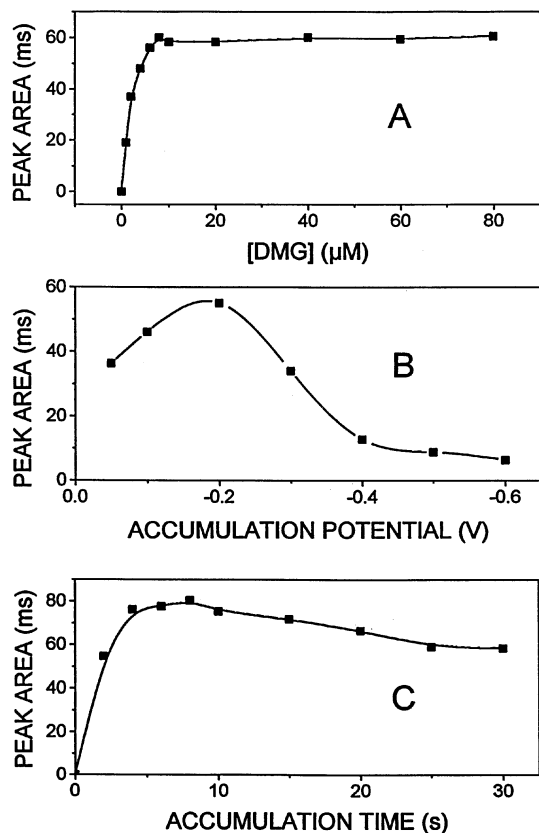 PEAK AREA (ms)
60
40
20
0
A
0 20 40 60 80
[DMG] (µM)
PEAK AREA (ms)
60
40
20
0
B
0.0 -0.2 -0.4 -0.6
ACCUMULATION POTENTIAL (V)
PEAK AREA (ms)
80
60
40
20
0
C
0 10 20 30
ACCUMULATION TIME (s)